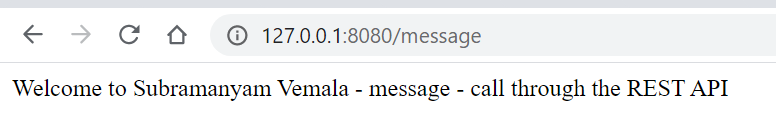 127.0.0.1:8080/message
Welcome to Subramanyam Vemala - message - call through the REST API